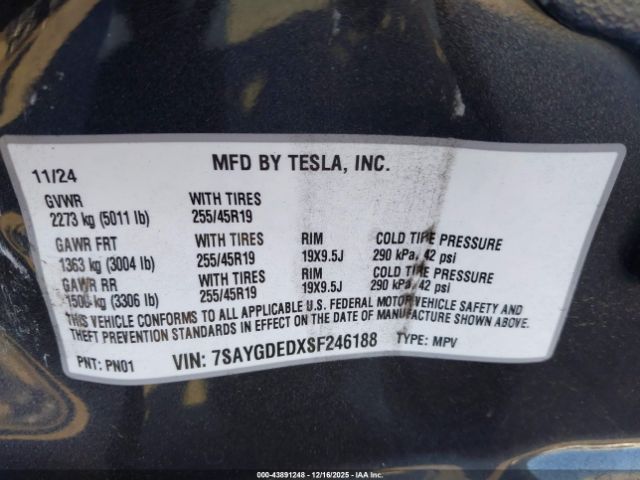 MFD BY TESLA, INC.
11/24
GVWR WITH TIRES
2273 kg (5011 lb) 255/45R19
GAWR FRT WITH TIRES RIM COLD TIRE PRESSURE
1363 kg (3004 lb) 255/45R19 19X9.5J 290 kPa, 42 psi
GAWR RR WITH TIRES RIM COLD TIRE PRESSURE
1500 kg (3306 lb) 255/45R19 19X9.5J 290 kPa, 42 psi
THIS VEHICLE CONFORMS TO ALL APPLICABLE U.S. FEDERAL MOTOR VEHICLE SAFETY AND
THEFT PREVENTION STANDARDS IN EFFECT ON THE DATE OF MANUFACTURE SHOWN ABOVE.
PNT: PN01 VIN: 7SAYGDEDXSF246188 TYPE: MPV
000-43891248 - 12/16/2025 - IAAI, Inc.